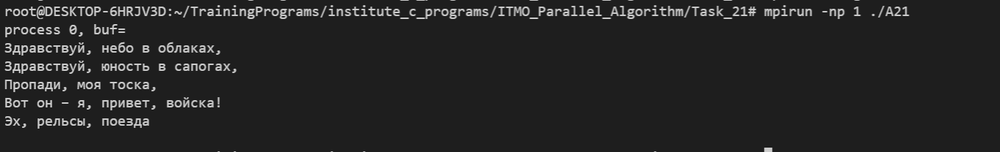 root@DESKTOP-6HRJV3D:~/TrainingPrograms/institute_c_programs/ITMO_Parallel_Algorithm/Task_21# mpirun -np 1 ./A21
process 0, buf=
Здравствуй, небо в облаках,
Здравствуй, юность в сапогах,
Пропади, моя тоска,
Вот он – я, привет, войска!
Эх, рельсы, поезда